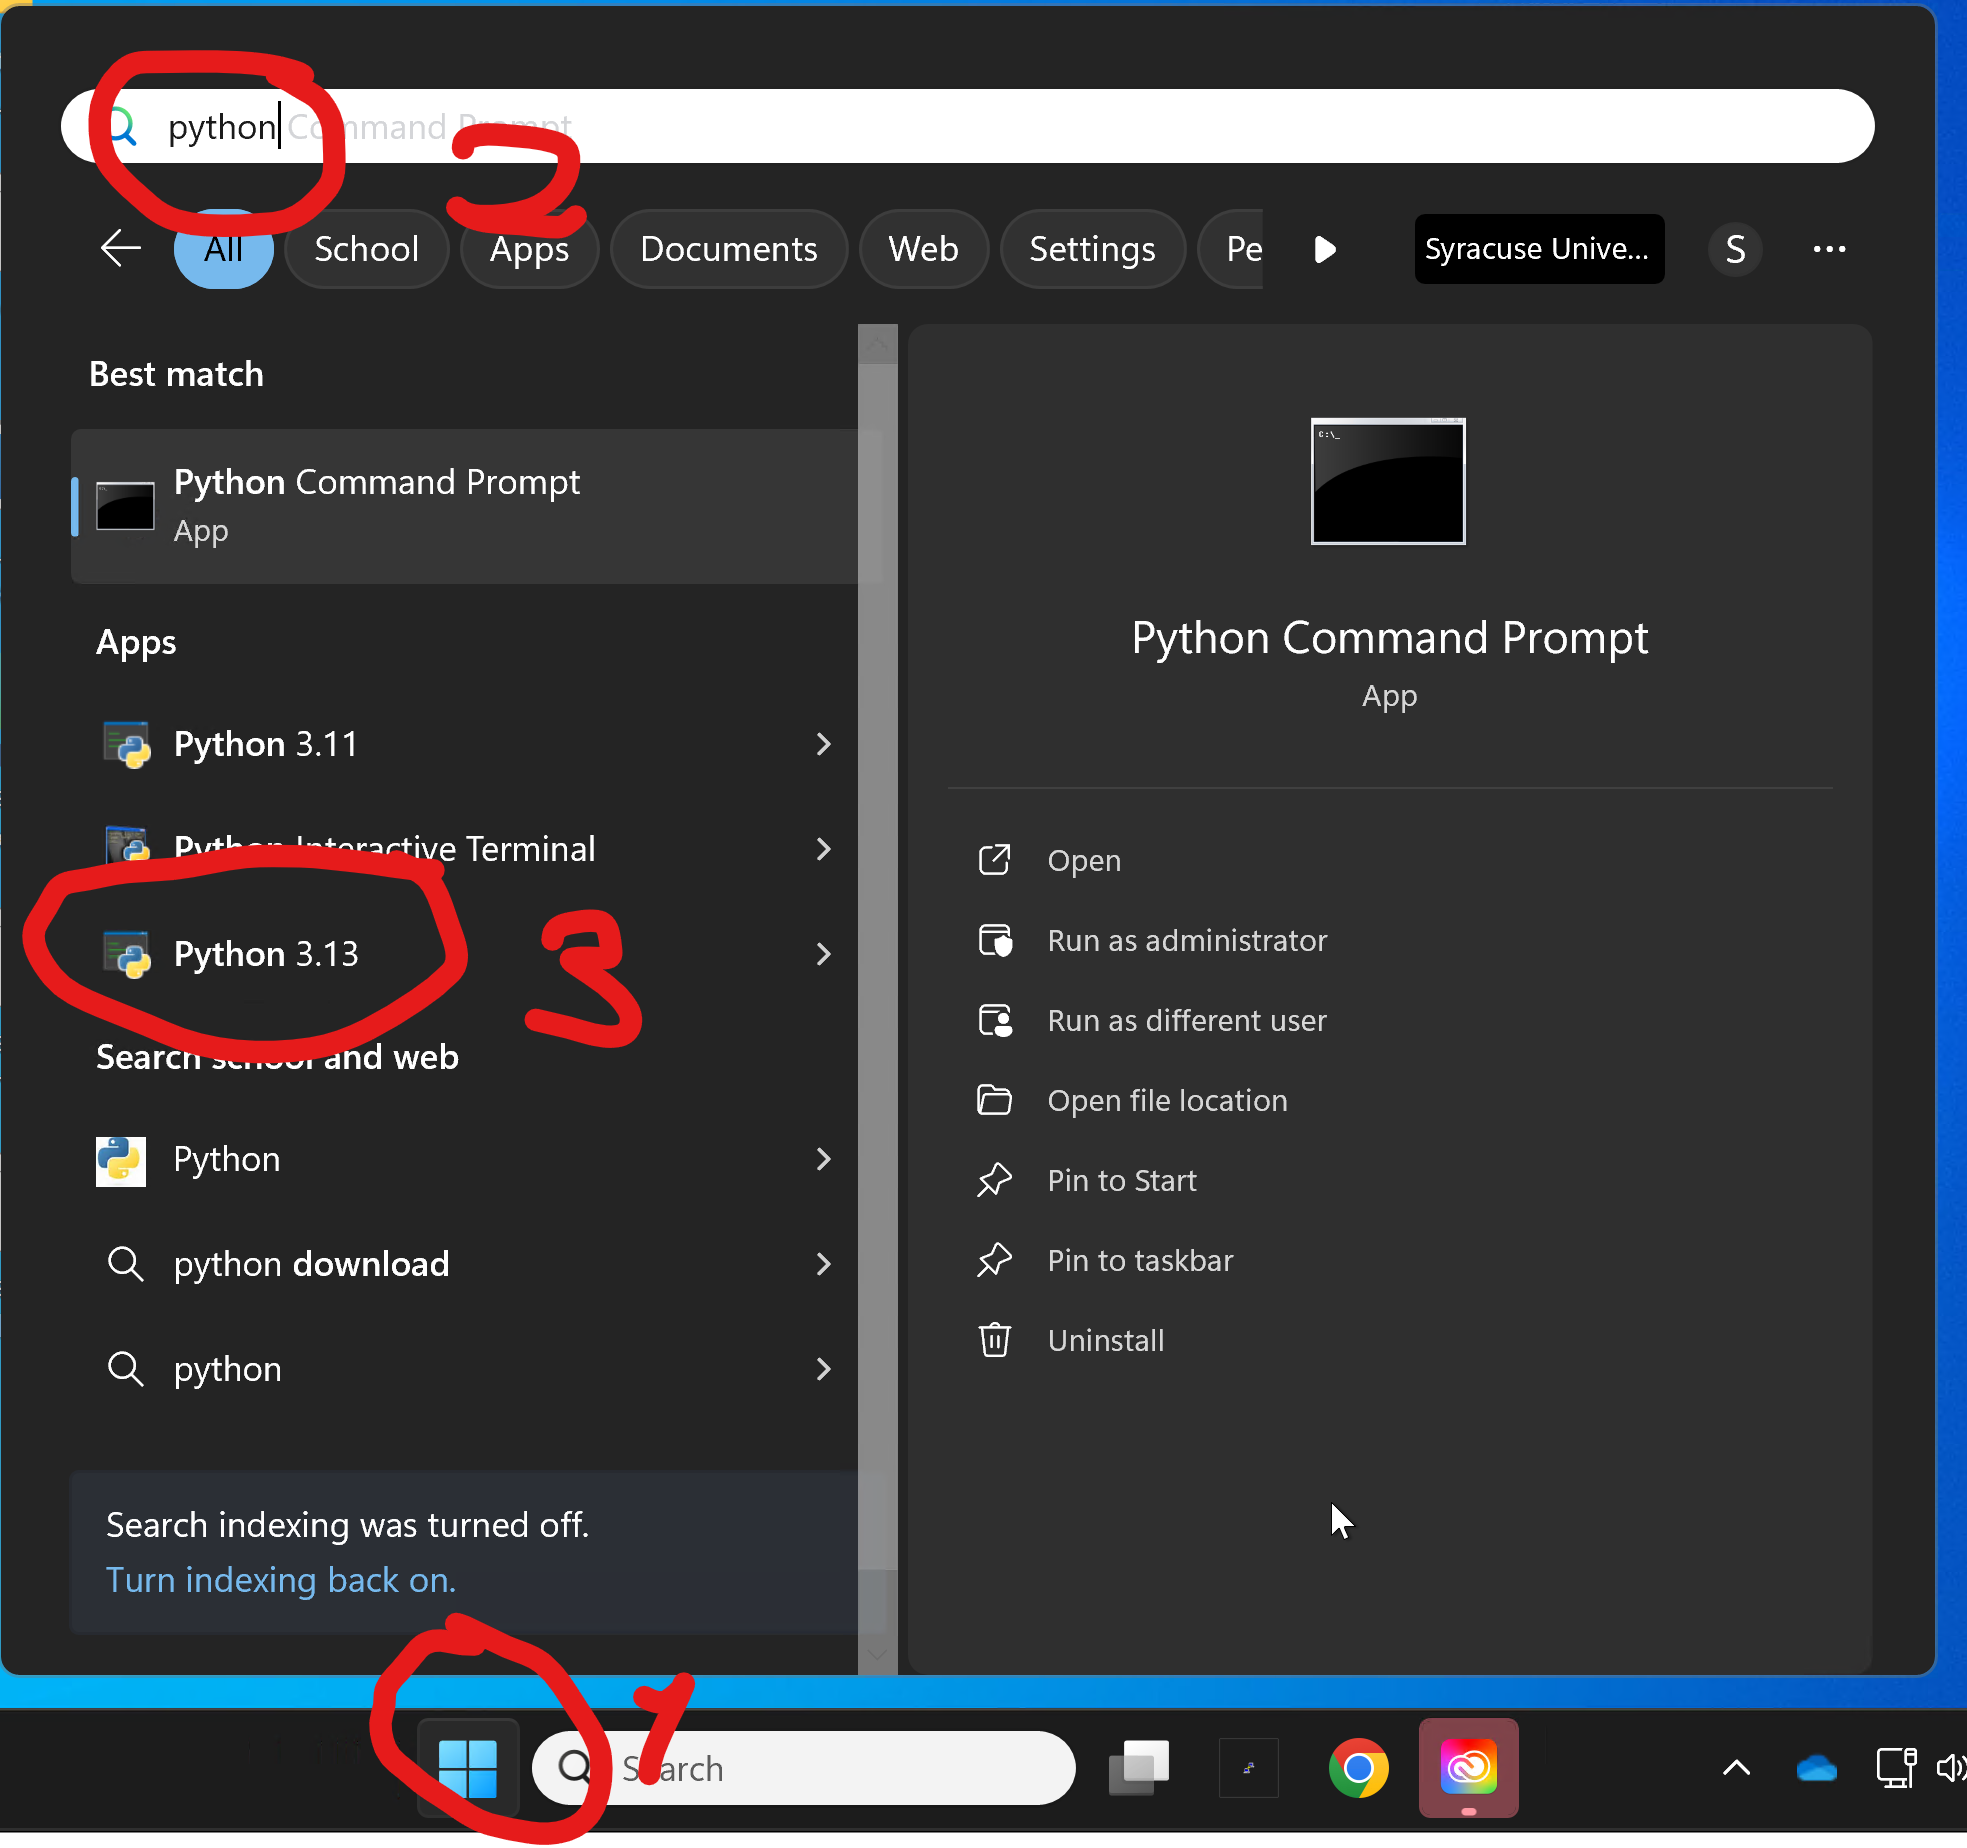 python Command Prompt
2
All School Apps Documents Web Settings Pe Syracuse Unive... S ...
Best match
Python Command Prompt
App
Apps
Python 3.11
Python Interactive Terminal
Python 3.13
3
Search school and web
Python
python download
python
Search indexing was turned off.
Turn indexing back on.
C:\_
Python Command Prompt
App
Open
Run as administrator
Run as different user
Open file location
Pin to Start
Pin to taskbar
Uninstall
1
Search